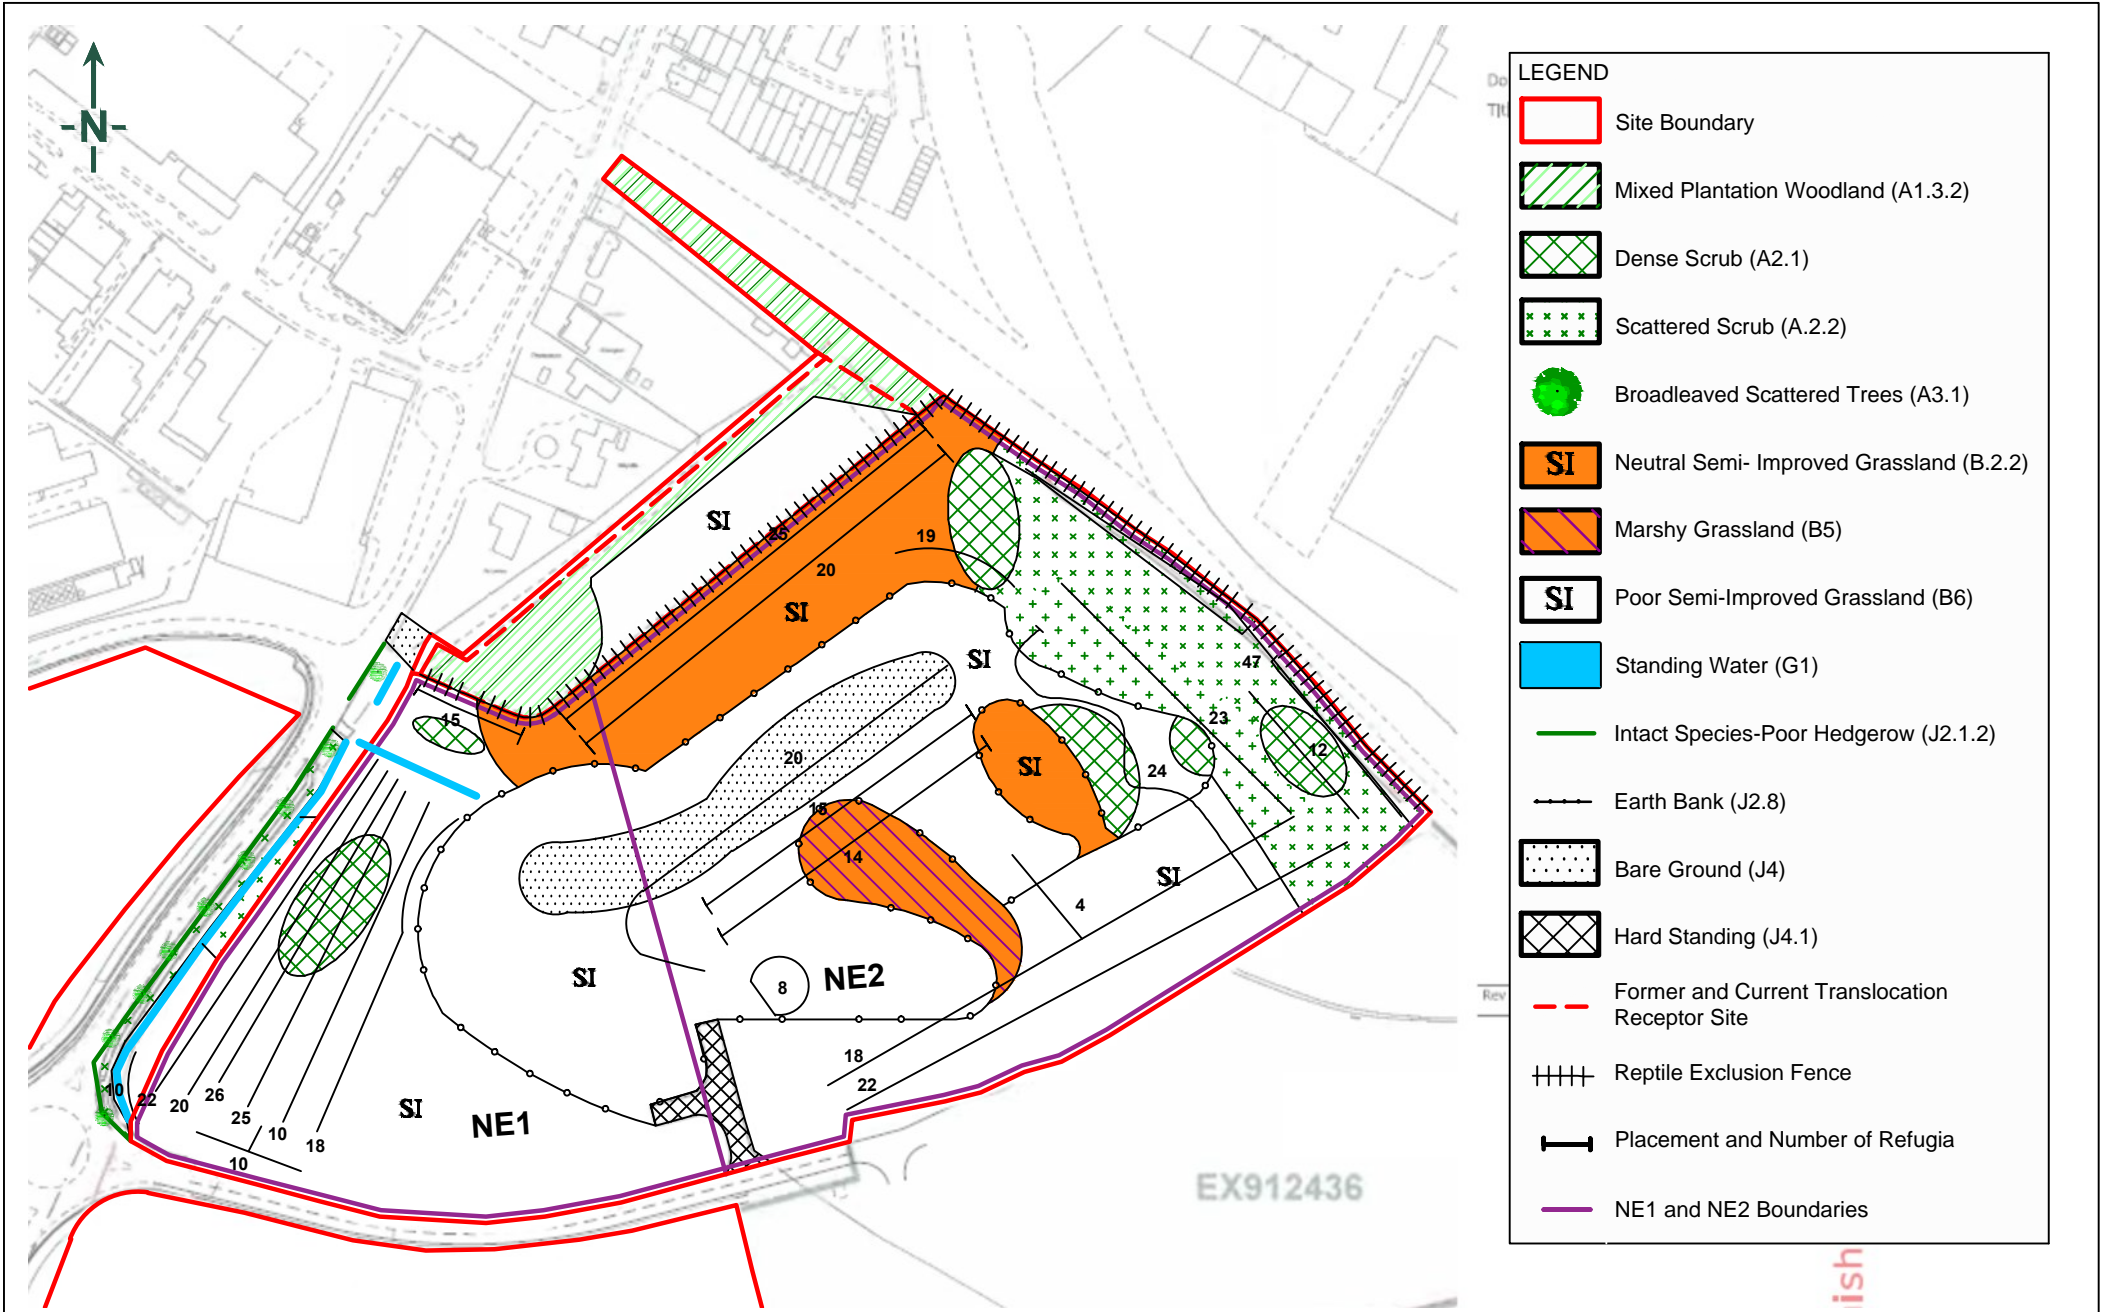 N
LEGEND
Site Boundary
Mixed Plantation Woodland (A1.3.2)
Dense Scrub (A2.1)
Scattered Scrub (A.2.2)
Broadleaved Scattered Trees (A3.1)
SI Neutral Semi- Improved Grassland (B.2.2)
Marshy Grassland (B5)
SI Poor Semi-Improved Grassland (B6)
Standing Water (G1)
Intact Species-Poor Hedgerow (J2.1.2)
Earth Bank (J2.8)
Bare Ground (J4)
Hard Standing (J4.1)
Former and Current Translocation
Receptor Site
Reptile Exclusion Fence
Placement and Number of Refugia
NE1 and NE2 Boundaries
Do
SI
25
19
20
SI
SI
47
15
23
20
12
SI
24
15
14
SI
4
SI
8
NE2
Rev
18
22
10
22
20
26
25
10
18
10
SI
NE1
EX912436
ish